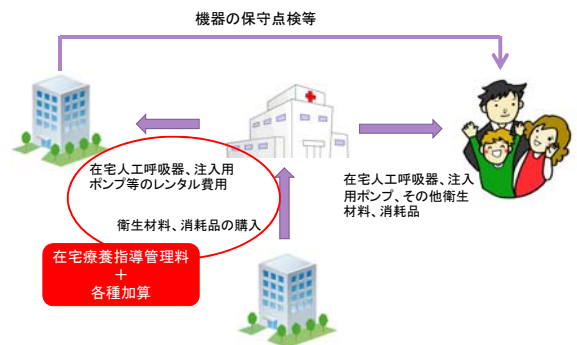 機器の保守点検等
在宅人工呼吸器、注入用
ポンプ等のレンタル費用
衛生材料、消耗品の購入
在宅療養指導管理料
＋
各種加算
在宅人工呼吸器、注入
用ポンプ、その他衛生
材料、消耗品